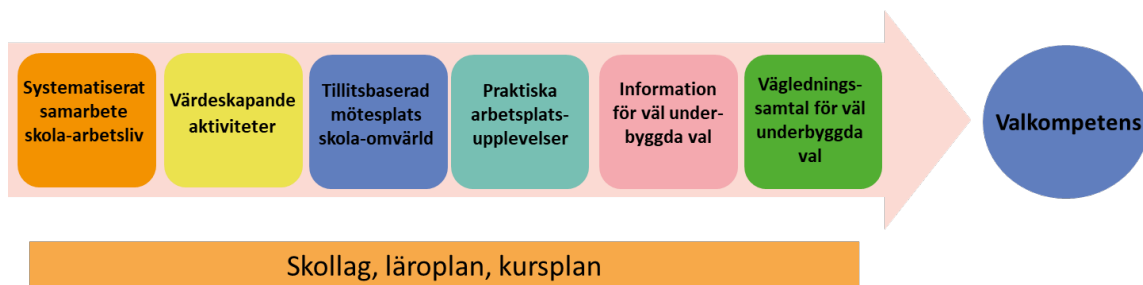 Systematiserat
samarbete
skola-arbetsliv
Värdeskapande
aktiviteter
Tillitsbaserad
mötesplats
skola-omvärld
Praktiska
arbetsplats-
upplevelser
Information
för väl under-
byggda val
Väglednings-
samtal för väl
underbyggda
val
Valkompetens
Skollag, läroplan, kursplan